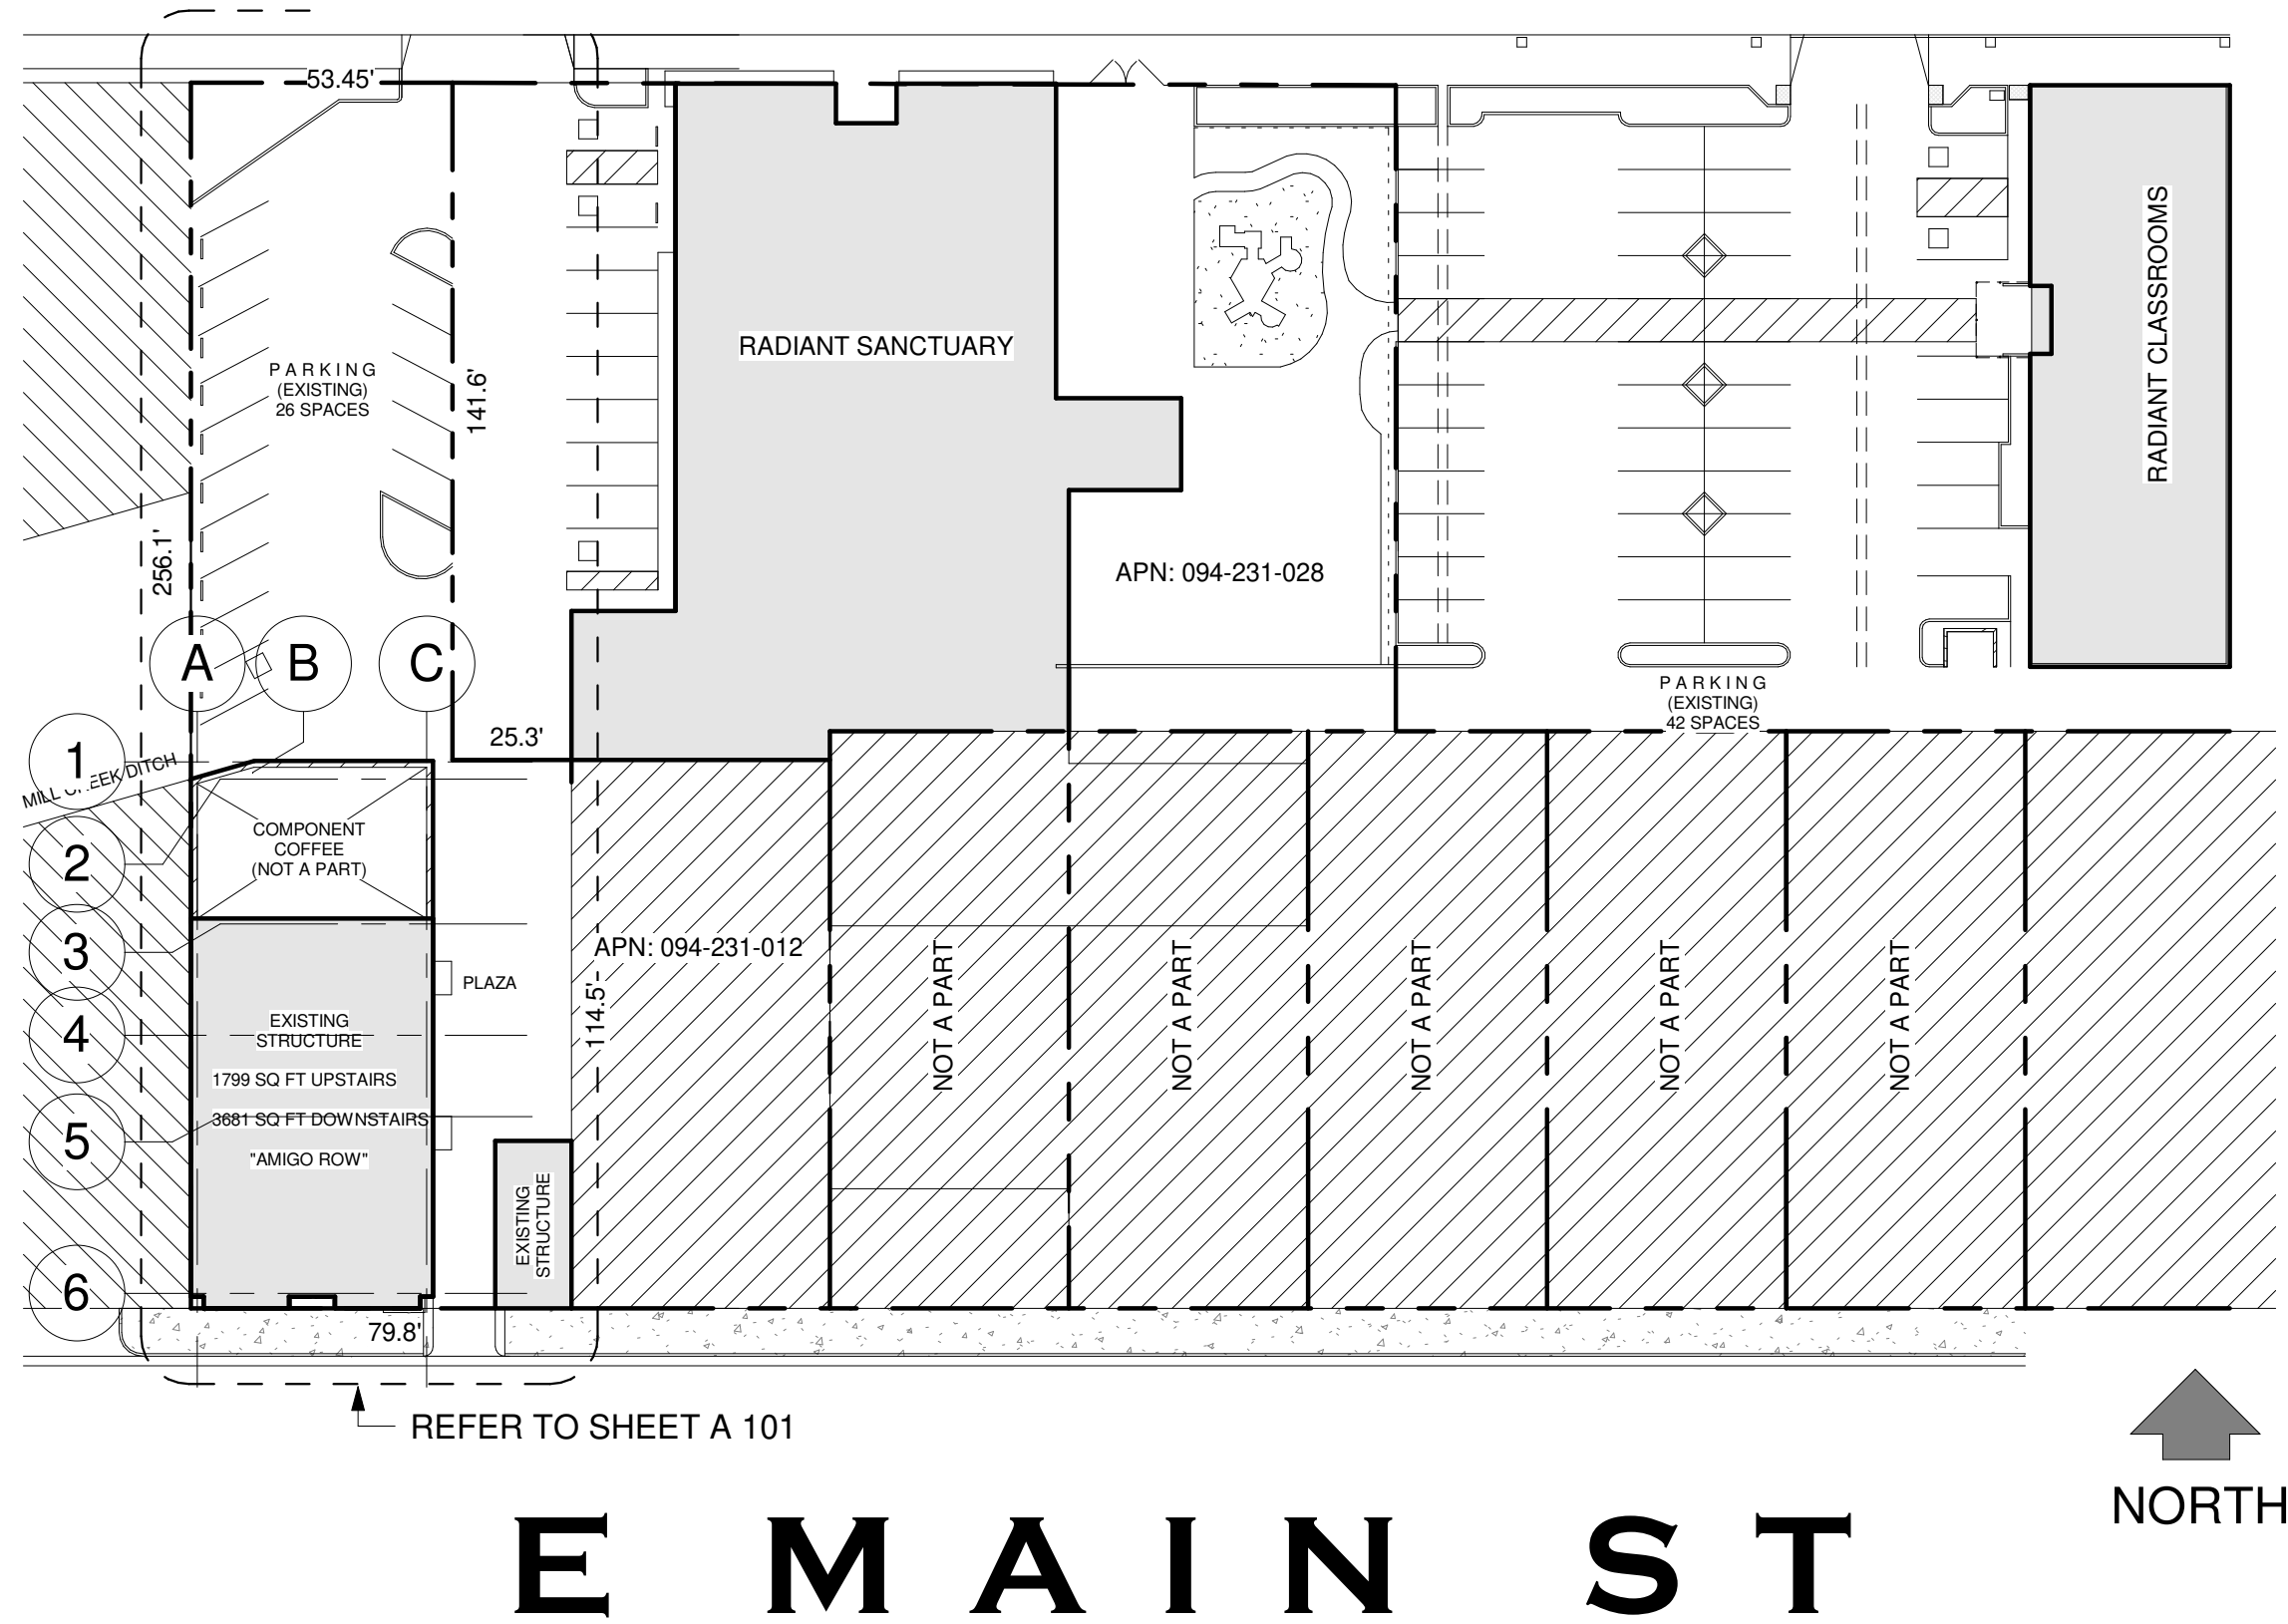 53.45'
PARKING
(EXISTING)
26 SPACES
141.6'
256.1'
RADIANT SANCTUARY
RADIANT CLASSROOMS
APN: 094-231-028
A
B
C
PARKING
(EXISTING)
42 SPACES
25.3'
1
2
3
4
5
6
MILL EEK DITCH
COMPONENT
COFFEE
(NOT A PART)
PLAZA
EXISTING
STRUCTURE
1799 SQ FT UPSTAIRS
3681 SQ FT DOWNSTAIRS
"AMIGO ROW"
EXISTING
STRUCTURE
APN: 094-231-012
114.5'
NOT A PART
NOT A PART
NOT A PART
NOT A PART
NOT A PART
79.8'
REFER TO SHEET A 101
NORTH
E MAIN ST